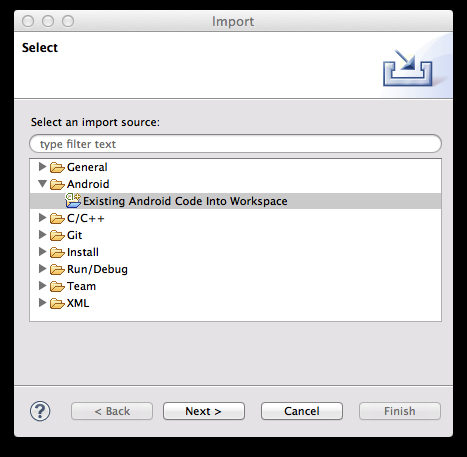 Import
Select
Select an import source:
type filter text
General
Android
Existing Android Code Into Workspace
C/C++
Git
Install
Run/Debug
Team
XML
? < Back Next > Cancel Finish